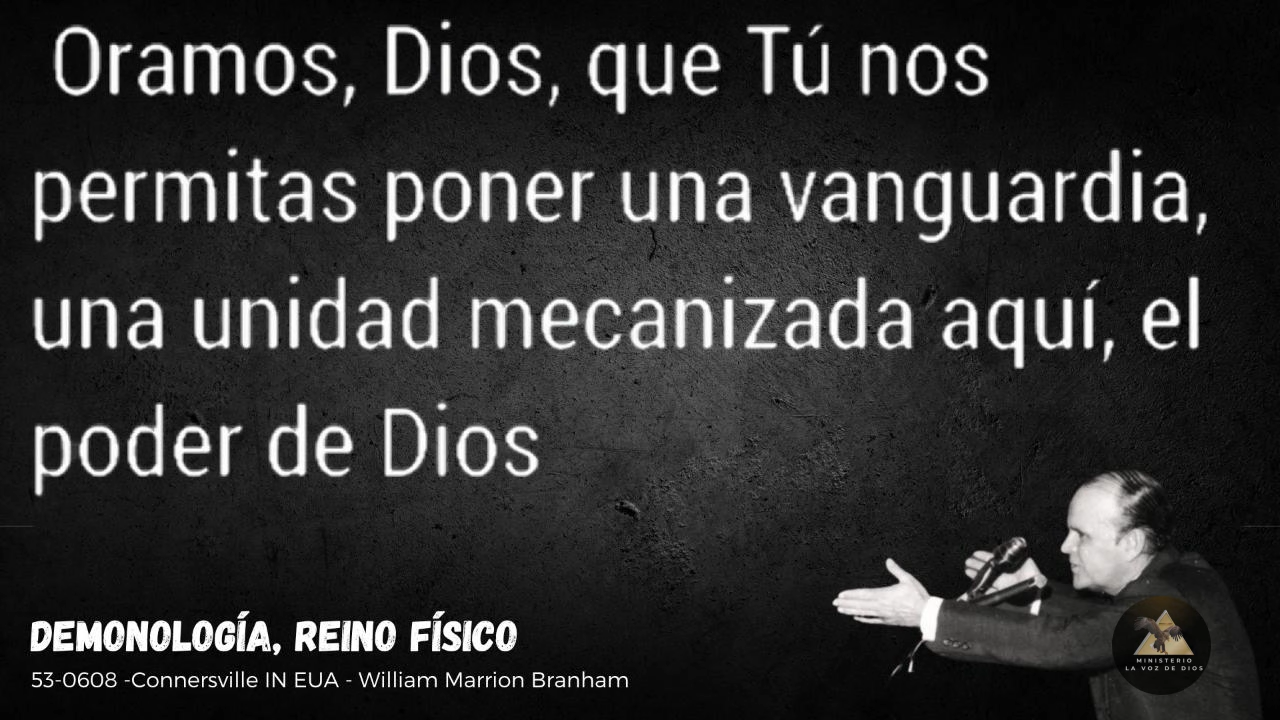 Oramos, Dios, que Tú nos
permitas poner una vanguardia,
una unidad mecanizada aquí, el
poder de Dios
DEMONOLOGÍA, REINO FÍSICO
53-0608 -Connersville IN EUA - William Marrion Branham
MINISTERIO
LA VOZ DE DIOS